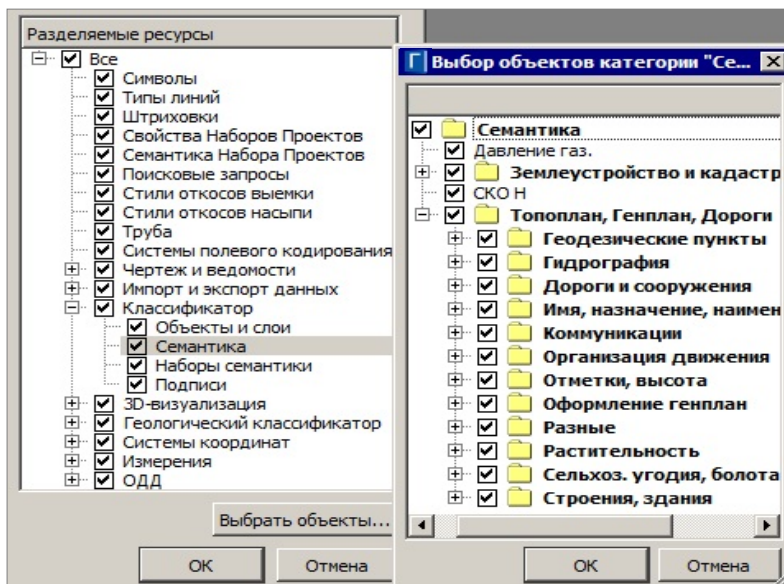 Разделяемые ресурсы
Все
Символы
Типы линий
Штриховки
Свойства Наборов Проектов
Семантика Набора Проектов
Поисковые запросы
Стили откосов выемки
Стили откосов насыпи
Труба
Системы полевого кодирования
Чертеж и ведомости
Импорт и экспорт данных
Классификатор
Объекты и слои
Семантика
Наборы семантики
Подписи
3D-визуализация
Геологический классификатор
Системы координат
Измерения
ОДД
Выбрать объекты...
ОК
Отмена
Выбор объектов категории "Се...
Семантика
Давление газ.
Землеустройство и кадастр
СКО Н
Топоплан, Генплан, Дороги
Геодезические пункты
Гидрография
Дороги и сооружения
Имя, назначение, наимен
Коммуникации
Организация движения
Отметки, высота
Оформление генплан
Разные
Растительность
Сельхоз. угодия, болота
Строения, здания
ОК
Отмена